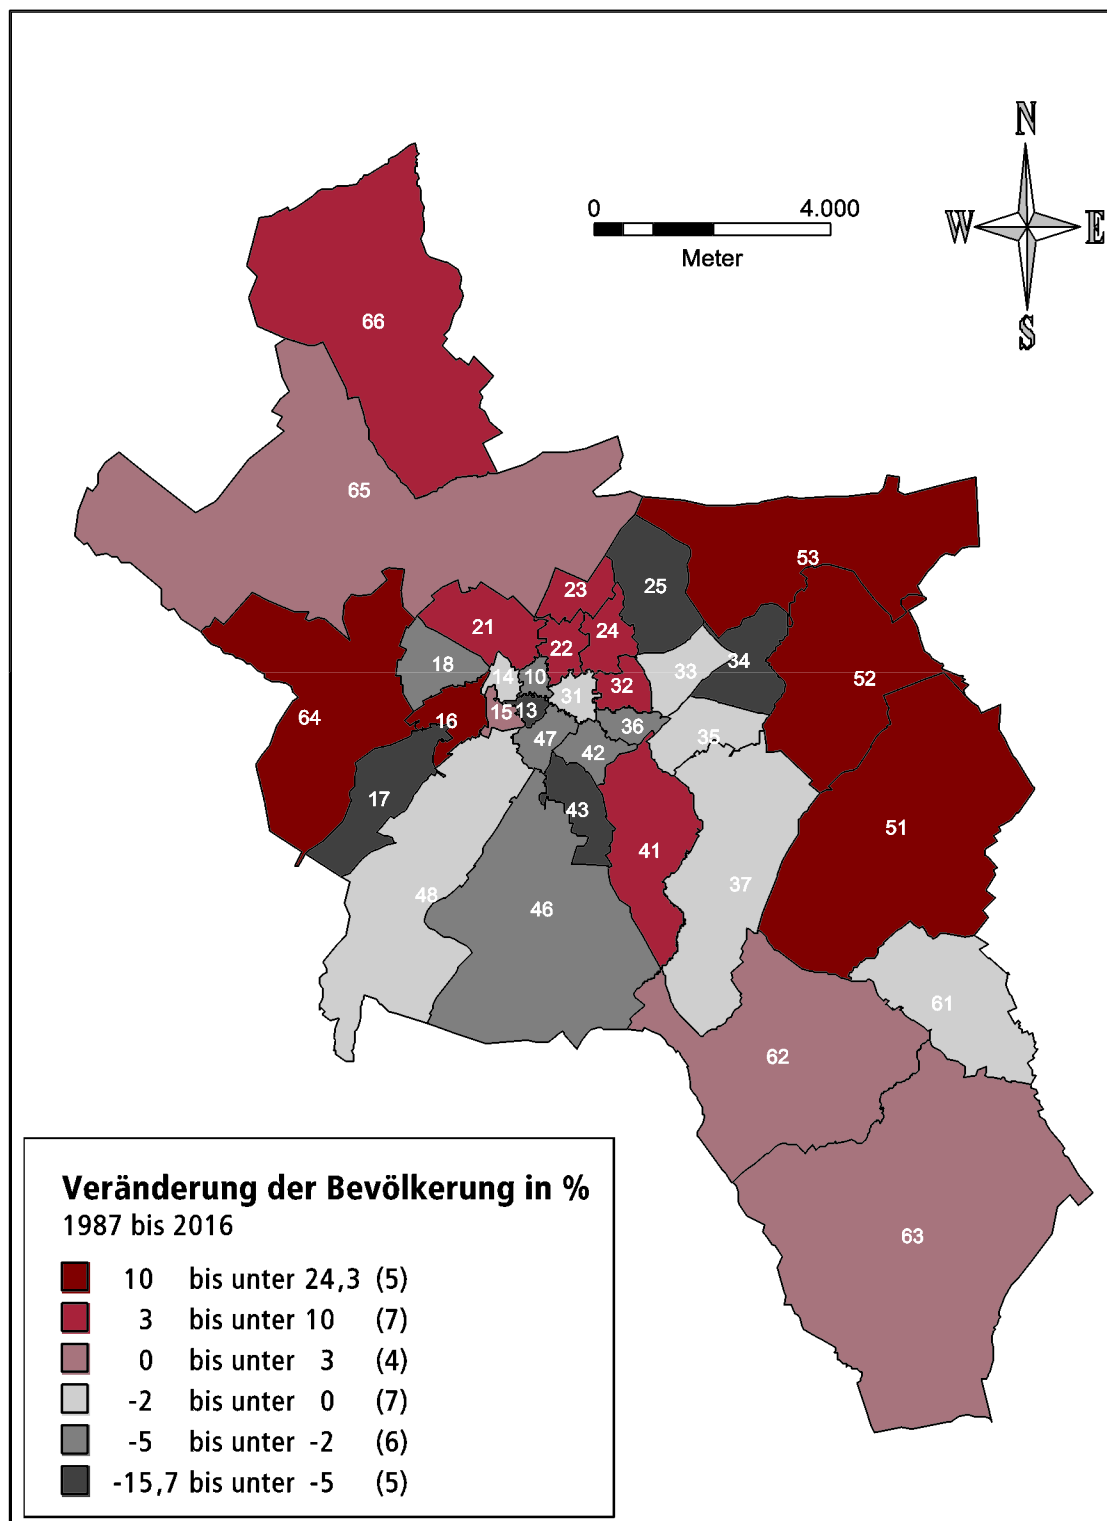 N
0 4.000
W E
Meter
S
66
65
53
23
25
21
24
22
34
18
33
14
10
52
32
31
64
15
13
16
36
47
35
42
17
43
51
41
37
48
46
61
62
63
Veränderung der Bevölkerung in %
1987 bis 2016
10 bis unter 24,3 (5)
3 bis unter 10 (7)
0 bis unter 3 (4)
-2 bis unter 0 (7)
-5 bis unter -2 (6)
-15,7 bis unter -5 (5)